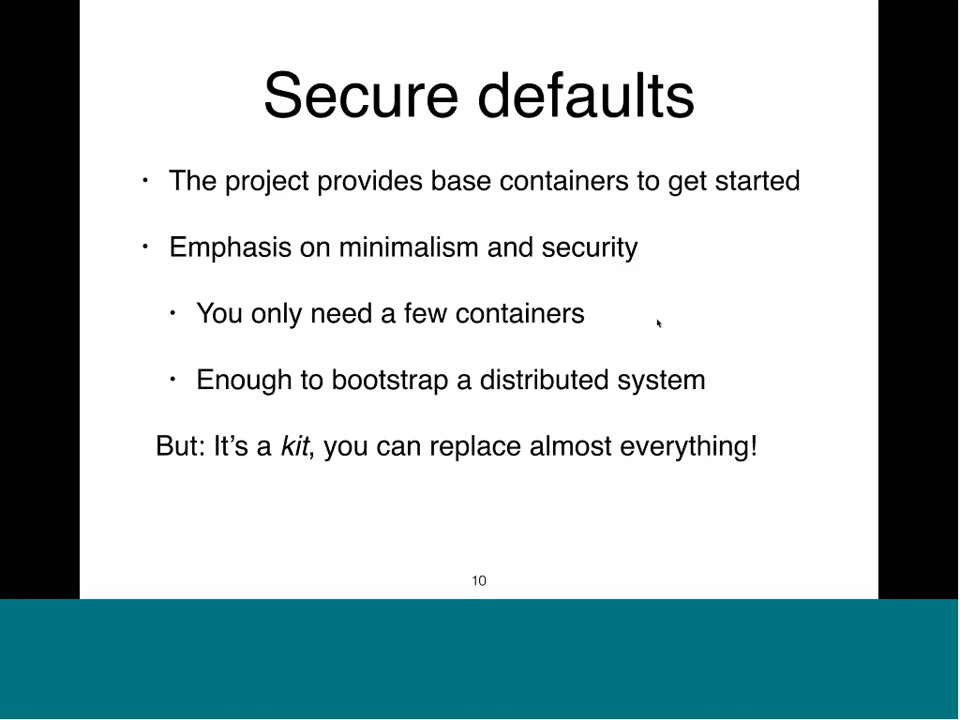 Secure defaults
• The project provides base containers to get started
• Emphasis on minimalism and security
• You only need a few containers
• Enough to bootstrap a distributed system
But: It’s a kit, you can replace almost everything!
10